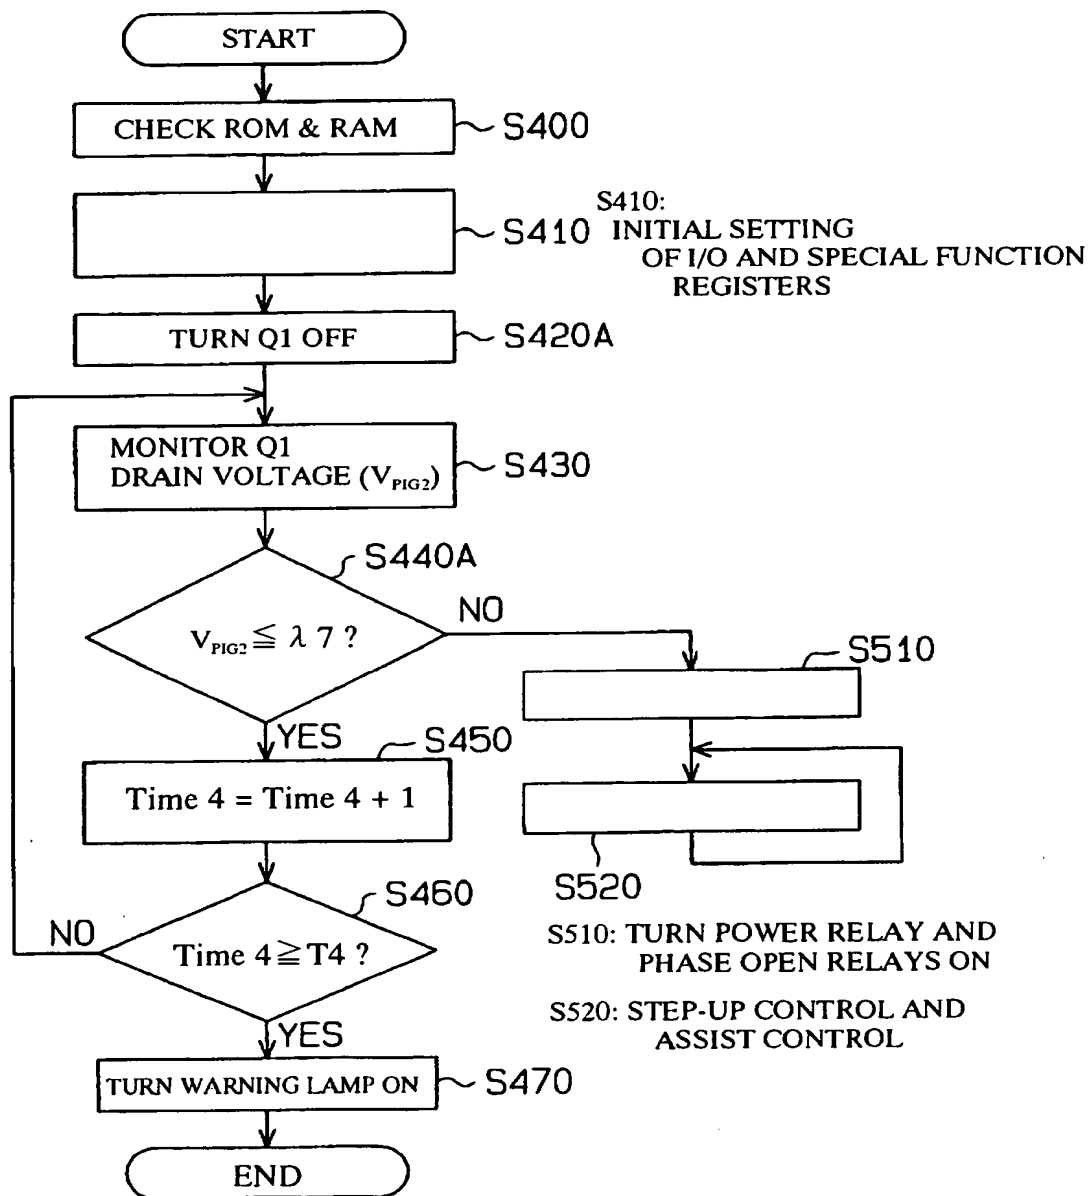 START
CHECK ROM & RAM
S400
S410
S410:
INITIAL SETTING
OF I/O AND SPECIAL FUNCTION
REGISTERS
TURN Q1 OFF
S420A
MONITOR Q1
DRAIN VOLTAGE (VPIG2)
S430
S440A
VPIG2 ≦ λ 7 ?
NO
S510
YES
S450
Time 4 = Time 4 + 1
S520
S460
NO
Time 4 ≧ T4 ?
S510: TURN POWER RELAY AND
PHASE OPEN RELAYS ON
S520: STEP-UP CONTROL AND
ASSIST CONTROL
YES
TURN WARNING LAMP ON
S470
END